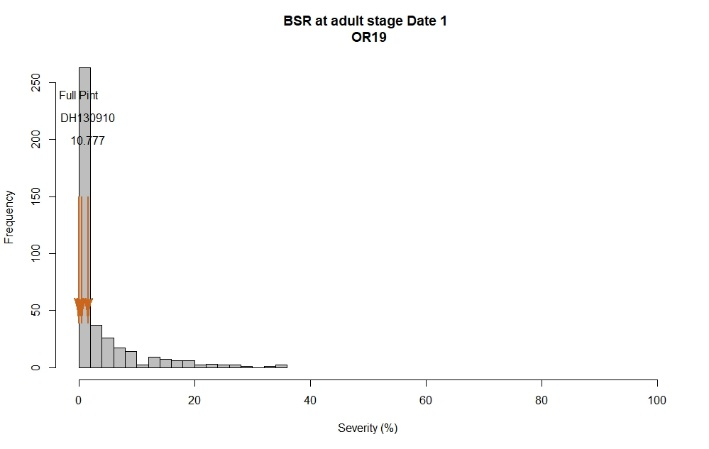 BSR at adult stage Date 1
OR19
250
Full Pint
DH130910
200
10.777
150
Frequency
100
50
0
0 20 40 60 80 100
Severity (%)